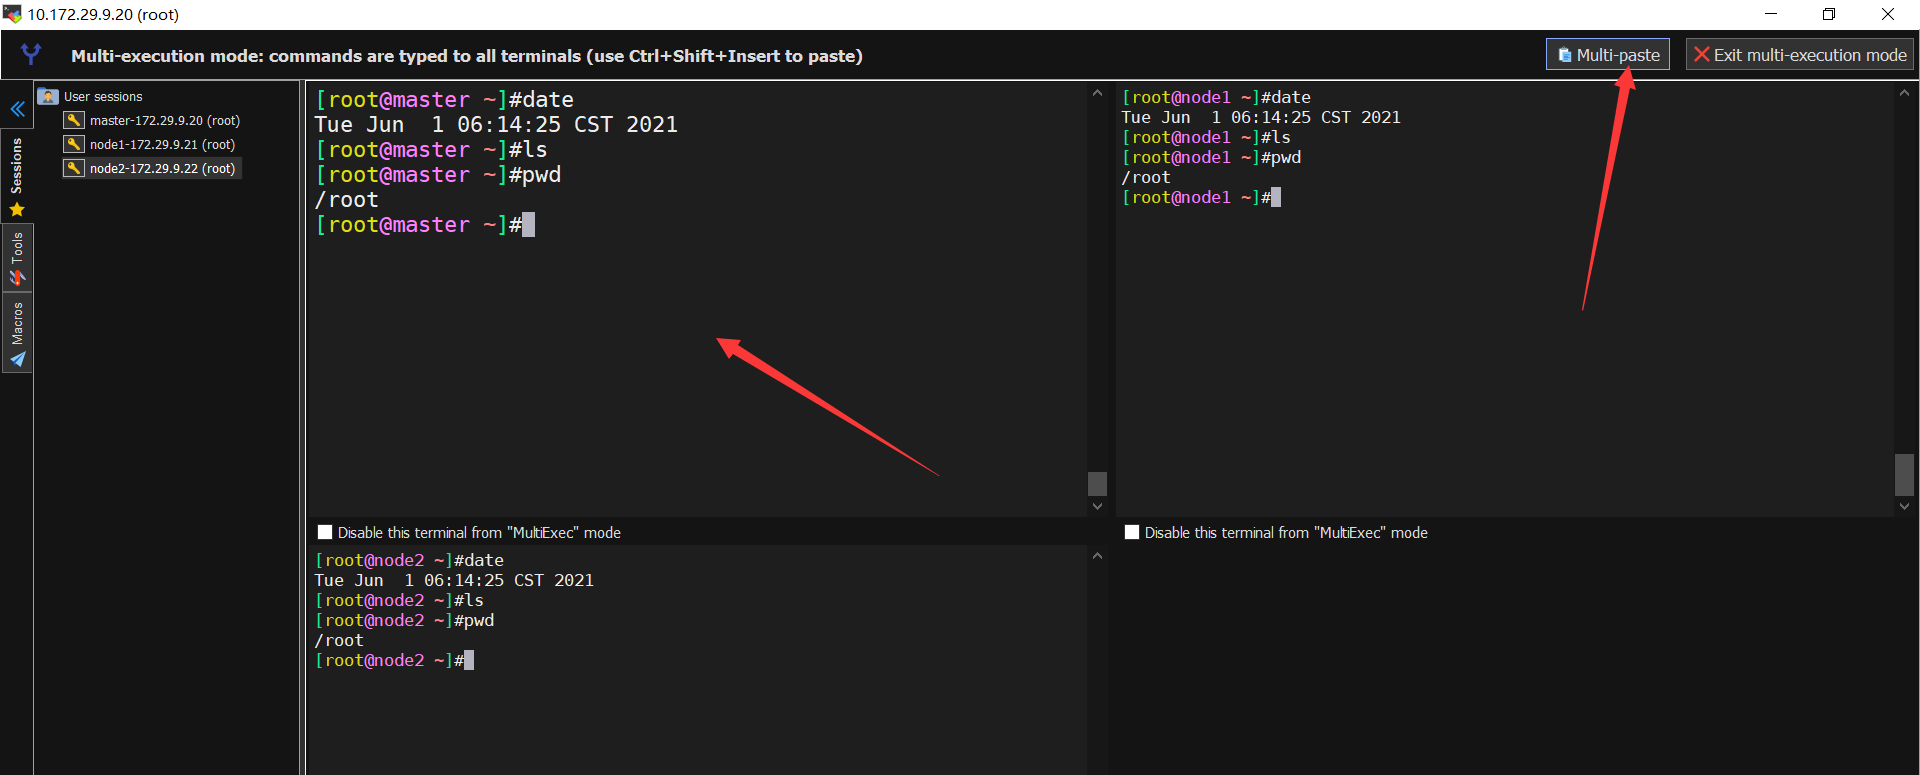 10.172.29.9.20 (root)
Multi-execution mode: commands are typed to all terminals (use Ctrl+Shift+Insert to paste)
Multi-paste
Exit multi-execution mode
Sessions
Tools
Macros
User sessions
master-172.29.9.20 (root)
node1-172.29.9.21 (root)
node2-172.29.9.22 (root)
[root@master ~]#date
Tue Jun  1 06:14:25 CST 2021
[root@master ~]#ls
[root@master ~]#pwd
/root
[root@master ~]#
Disable this terminal from "MultiExec" mode
[root@node1 ~]#date
Tue Jun  1 06:14:25 CST 2021
[root@node1 ~]#ls
[root@node1 ~]#pwd
/root
[root@node1 ~]#
Disable this terminal from "MultiExec" mode
[root@node2 ~]#date
Tue Jun  1 06:14:25 CST 2021
[root@node2 ~]#ls
[root@node2 ~]#pwd
/root
[root@node2 ~]#